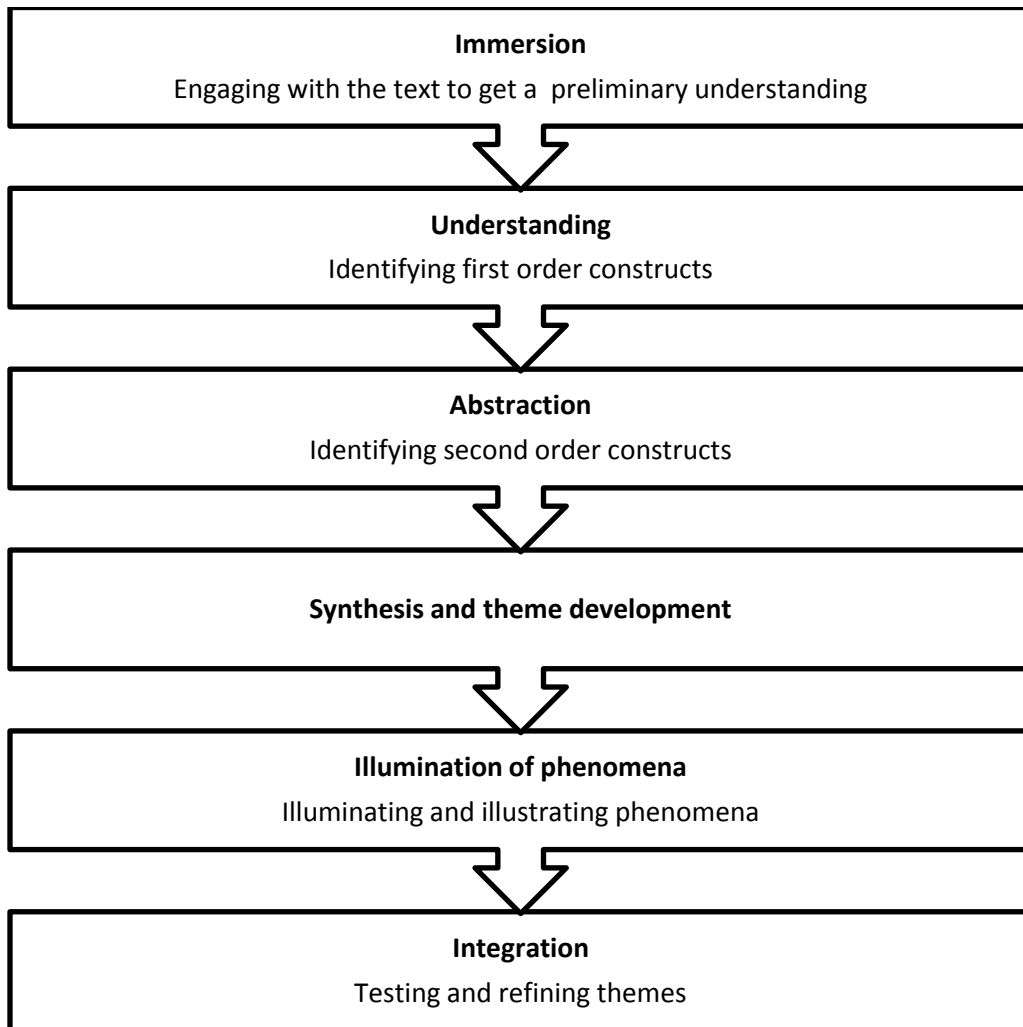 Immersion
Engaging with the text to get a  preliminary understanding
Understanding
Identifying first order constructs
Abstraction
Identifying second order constructs
Synthesis and theme development
Illumination of phenomena
Illuminating and illustrating phenomena
Integration
Testing and refining themes